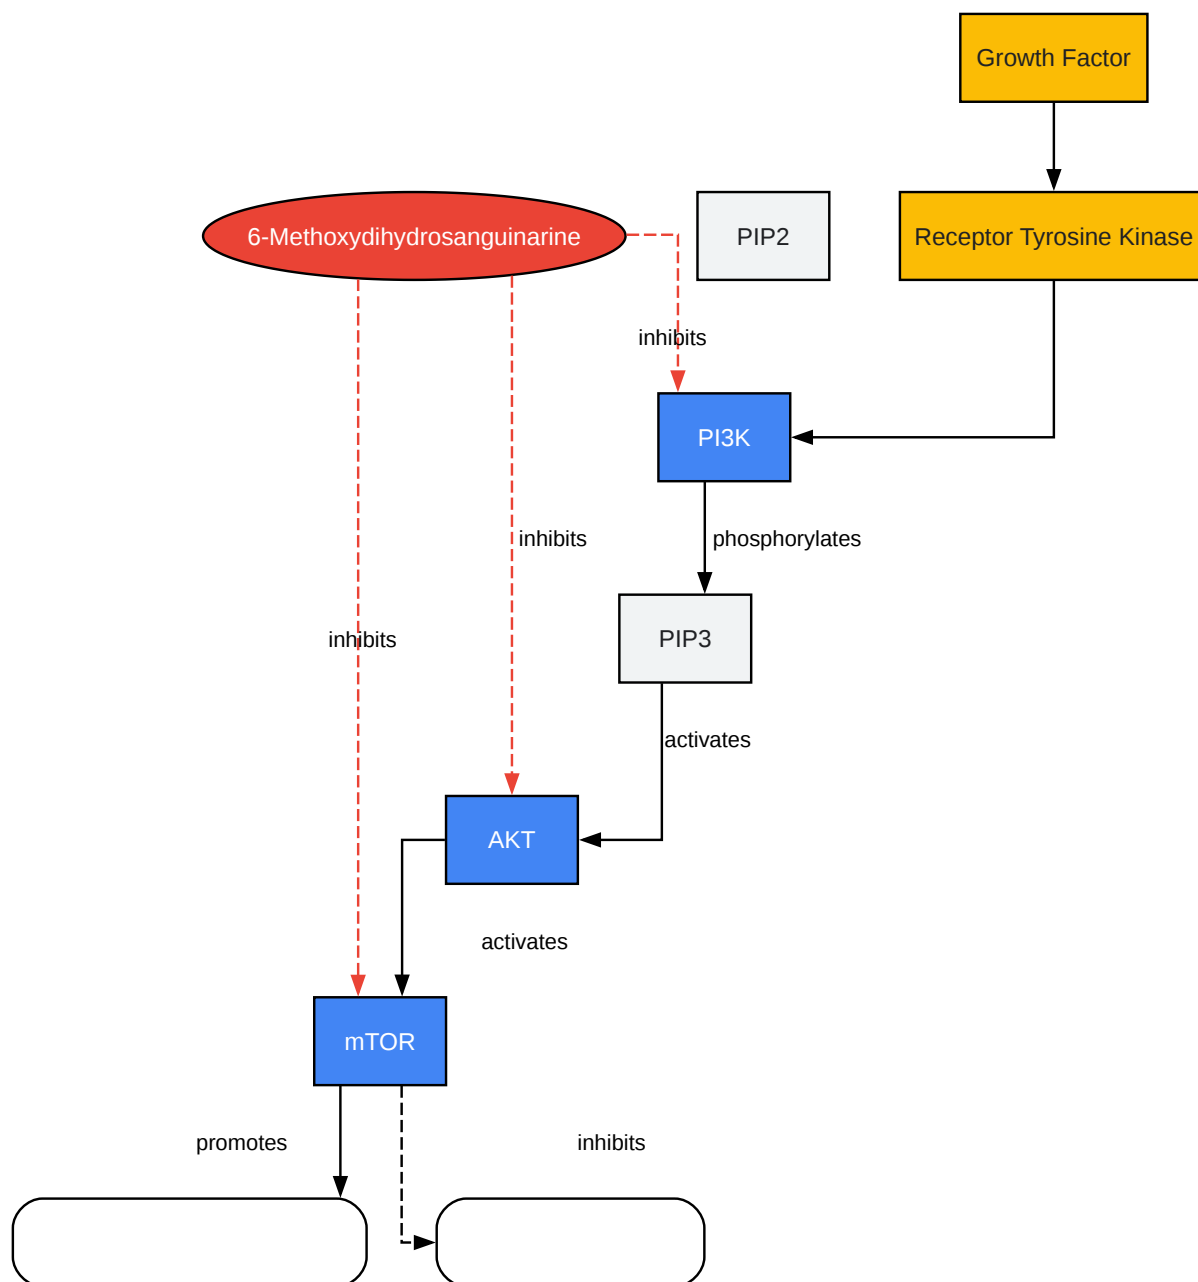 Growth Factor
6-Methoxydihydrosanguinarine
PIP2
Receptor Tyrosine Kinase
inhibits
PI3K
inhibits
phosphorylates
inhibits
PIP3
activates
AKT
activates
mTOR
promotes
inhibits